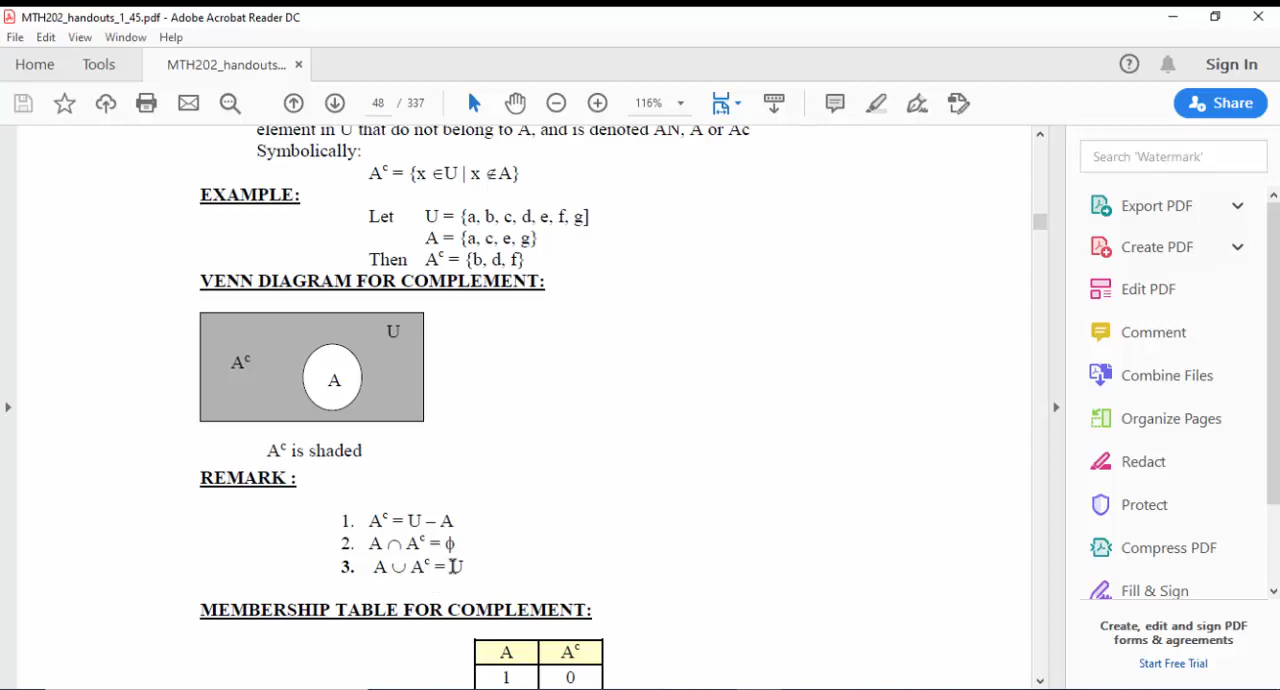 MTH202_handouts_1_45.pdf - Adobe Acrobat Reader DC
File Edit View Window Help
Home Tools MTH202_handouts... ×
Sign In
48 / 337
116%
Share
element in U that do not belong to A, and is denoted AN, A or Ac
Symbolically:
Aᶜ = {x ∈U | x ∉A}
EXAMPLE:
Let U = {a, b, c, d, e, f, g]
A = {a, c, e, g}
Then Aᶜ = {b, d, f}
VENN DIAGRAM FOR COMPLEMENT:
U
Aᶜ
A
Aᶜ is shaded
REMARK :
1. Aᶜ = U – A
2. A ∩ Aᶜ = ϕ
3. A ∪ Aᶜ = U
MEMBERSHIP TABLE FOR COMPLEMENT:
A Aᶜ
1 0
Search 'Watermark'
Export PDF
Create PDF
Edit PDF
Comment
Combine Files
Organize Pages
Redact
Protect
Compress PDF
Fill & Sign
Create, edit and sign PDF
forms & agreements
Start Free Trial